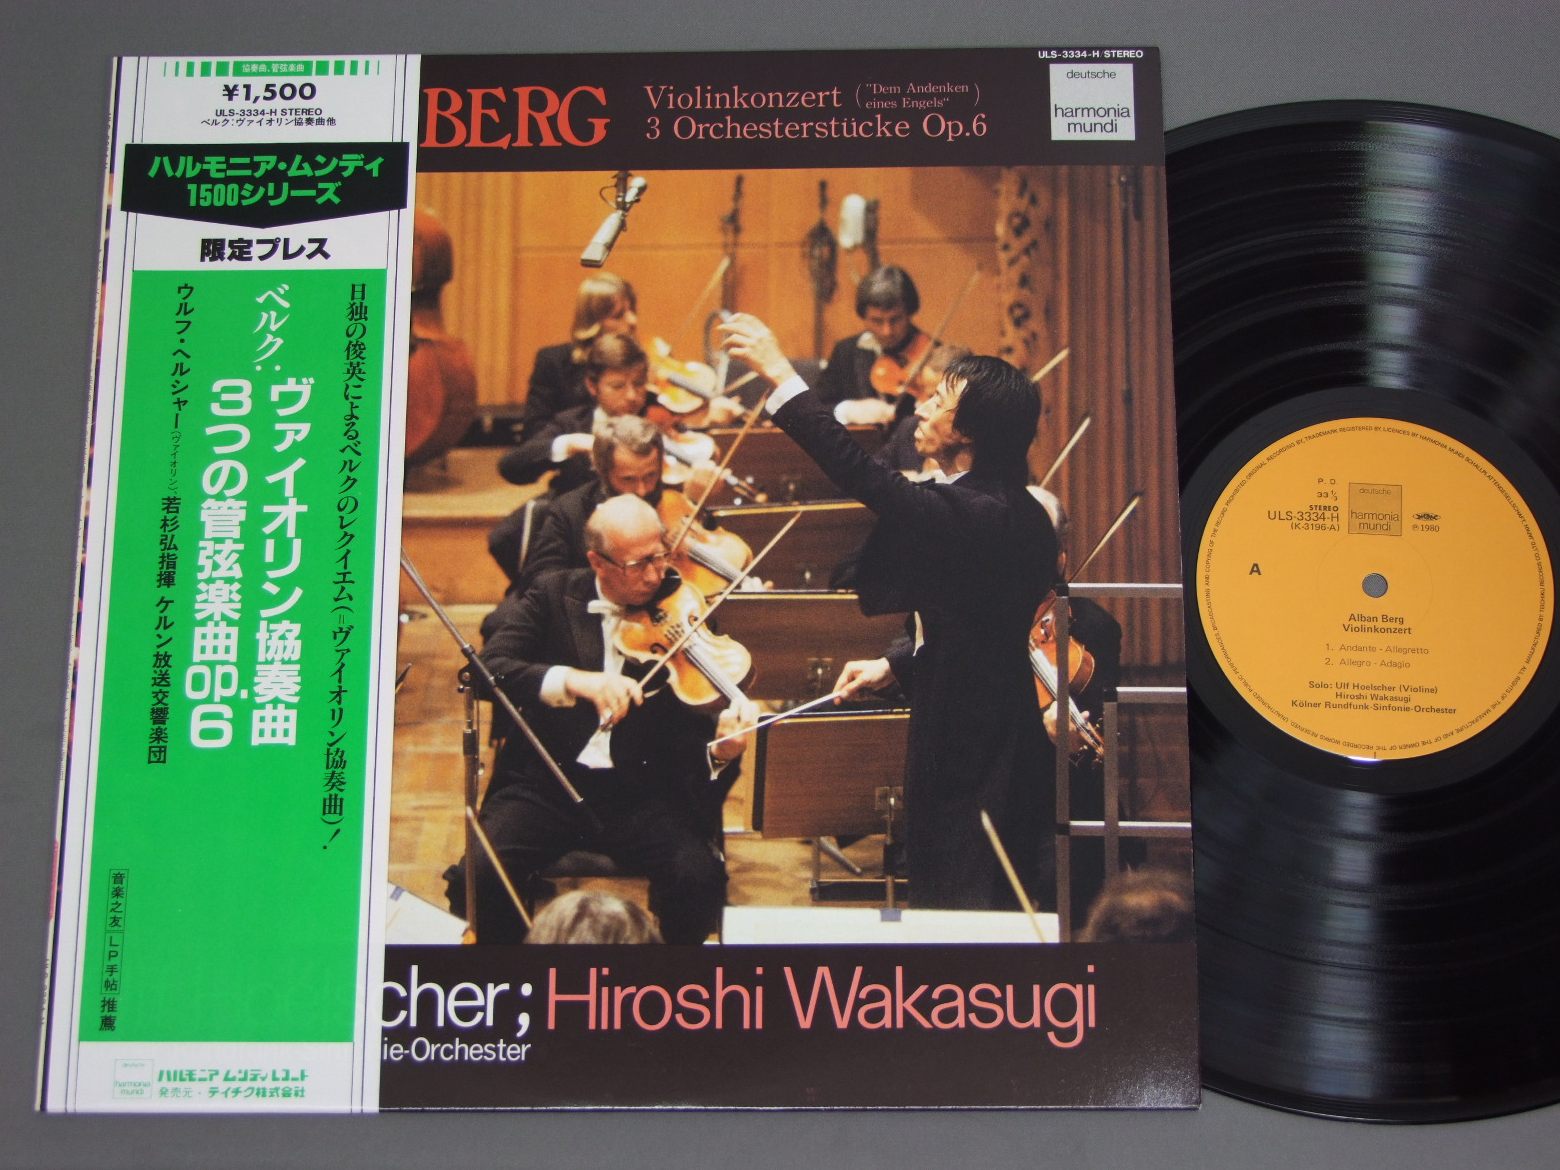 協奏曲、管弦楽曲
¥1,500
ULS-3334-H STEREO
ベルク:ヴァイオリン協奏曲他
ハルモニア・ムンディ
1500シリーズ
限定プレス
日独の俊英によるベルクのレクイエム(=ヴァイオリン協奏曲)!
ベルク:ヴァイオリン協奏曲
3つの管弦楽曲op.6
ウルフ・ヘルシャー(ヴァイオリン)、若杉弘指揮 ケルン放送交響楽団
音楽之友 LP手帖 推薦
deutsche
harmonia
mundi
ハルモニア ムンディ レコード
発売元・テイチク株式会社
ULS-3334-H/STEREO
BERG
Violinkonzert ("Dem Andenken
eines Engels")
3 Orchesterstücke Op.6
deutsche
harmonia
mundi
cher; Hiroshi Wakasugi
ie-Orchester
P. D.
33 1/3
STEREO
ULS-3334-H
(K-3196-A)
deutsche
harmonia
mundi
℗ 1980
A
Alban Berg
Violinkonzert
1. Andante - Allegretto
2. Allegro - Adagio
Solo: Ulf Hoelscher (Violine)
Hiroshi Wakasugi
Kölner Rundfunk-Sinfonie-Orchester